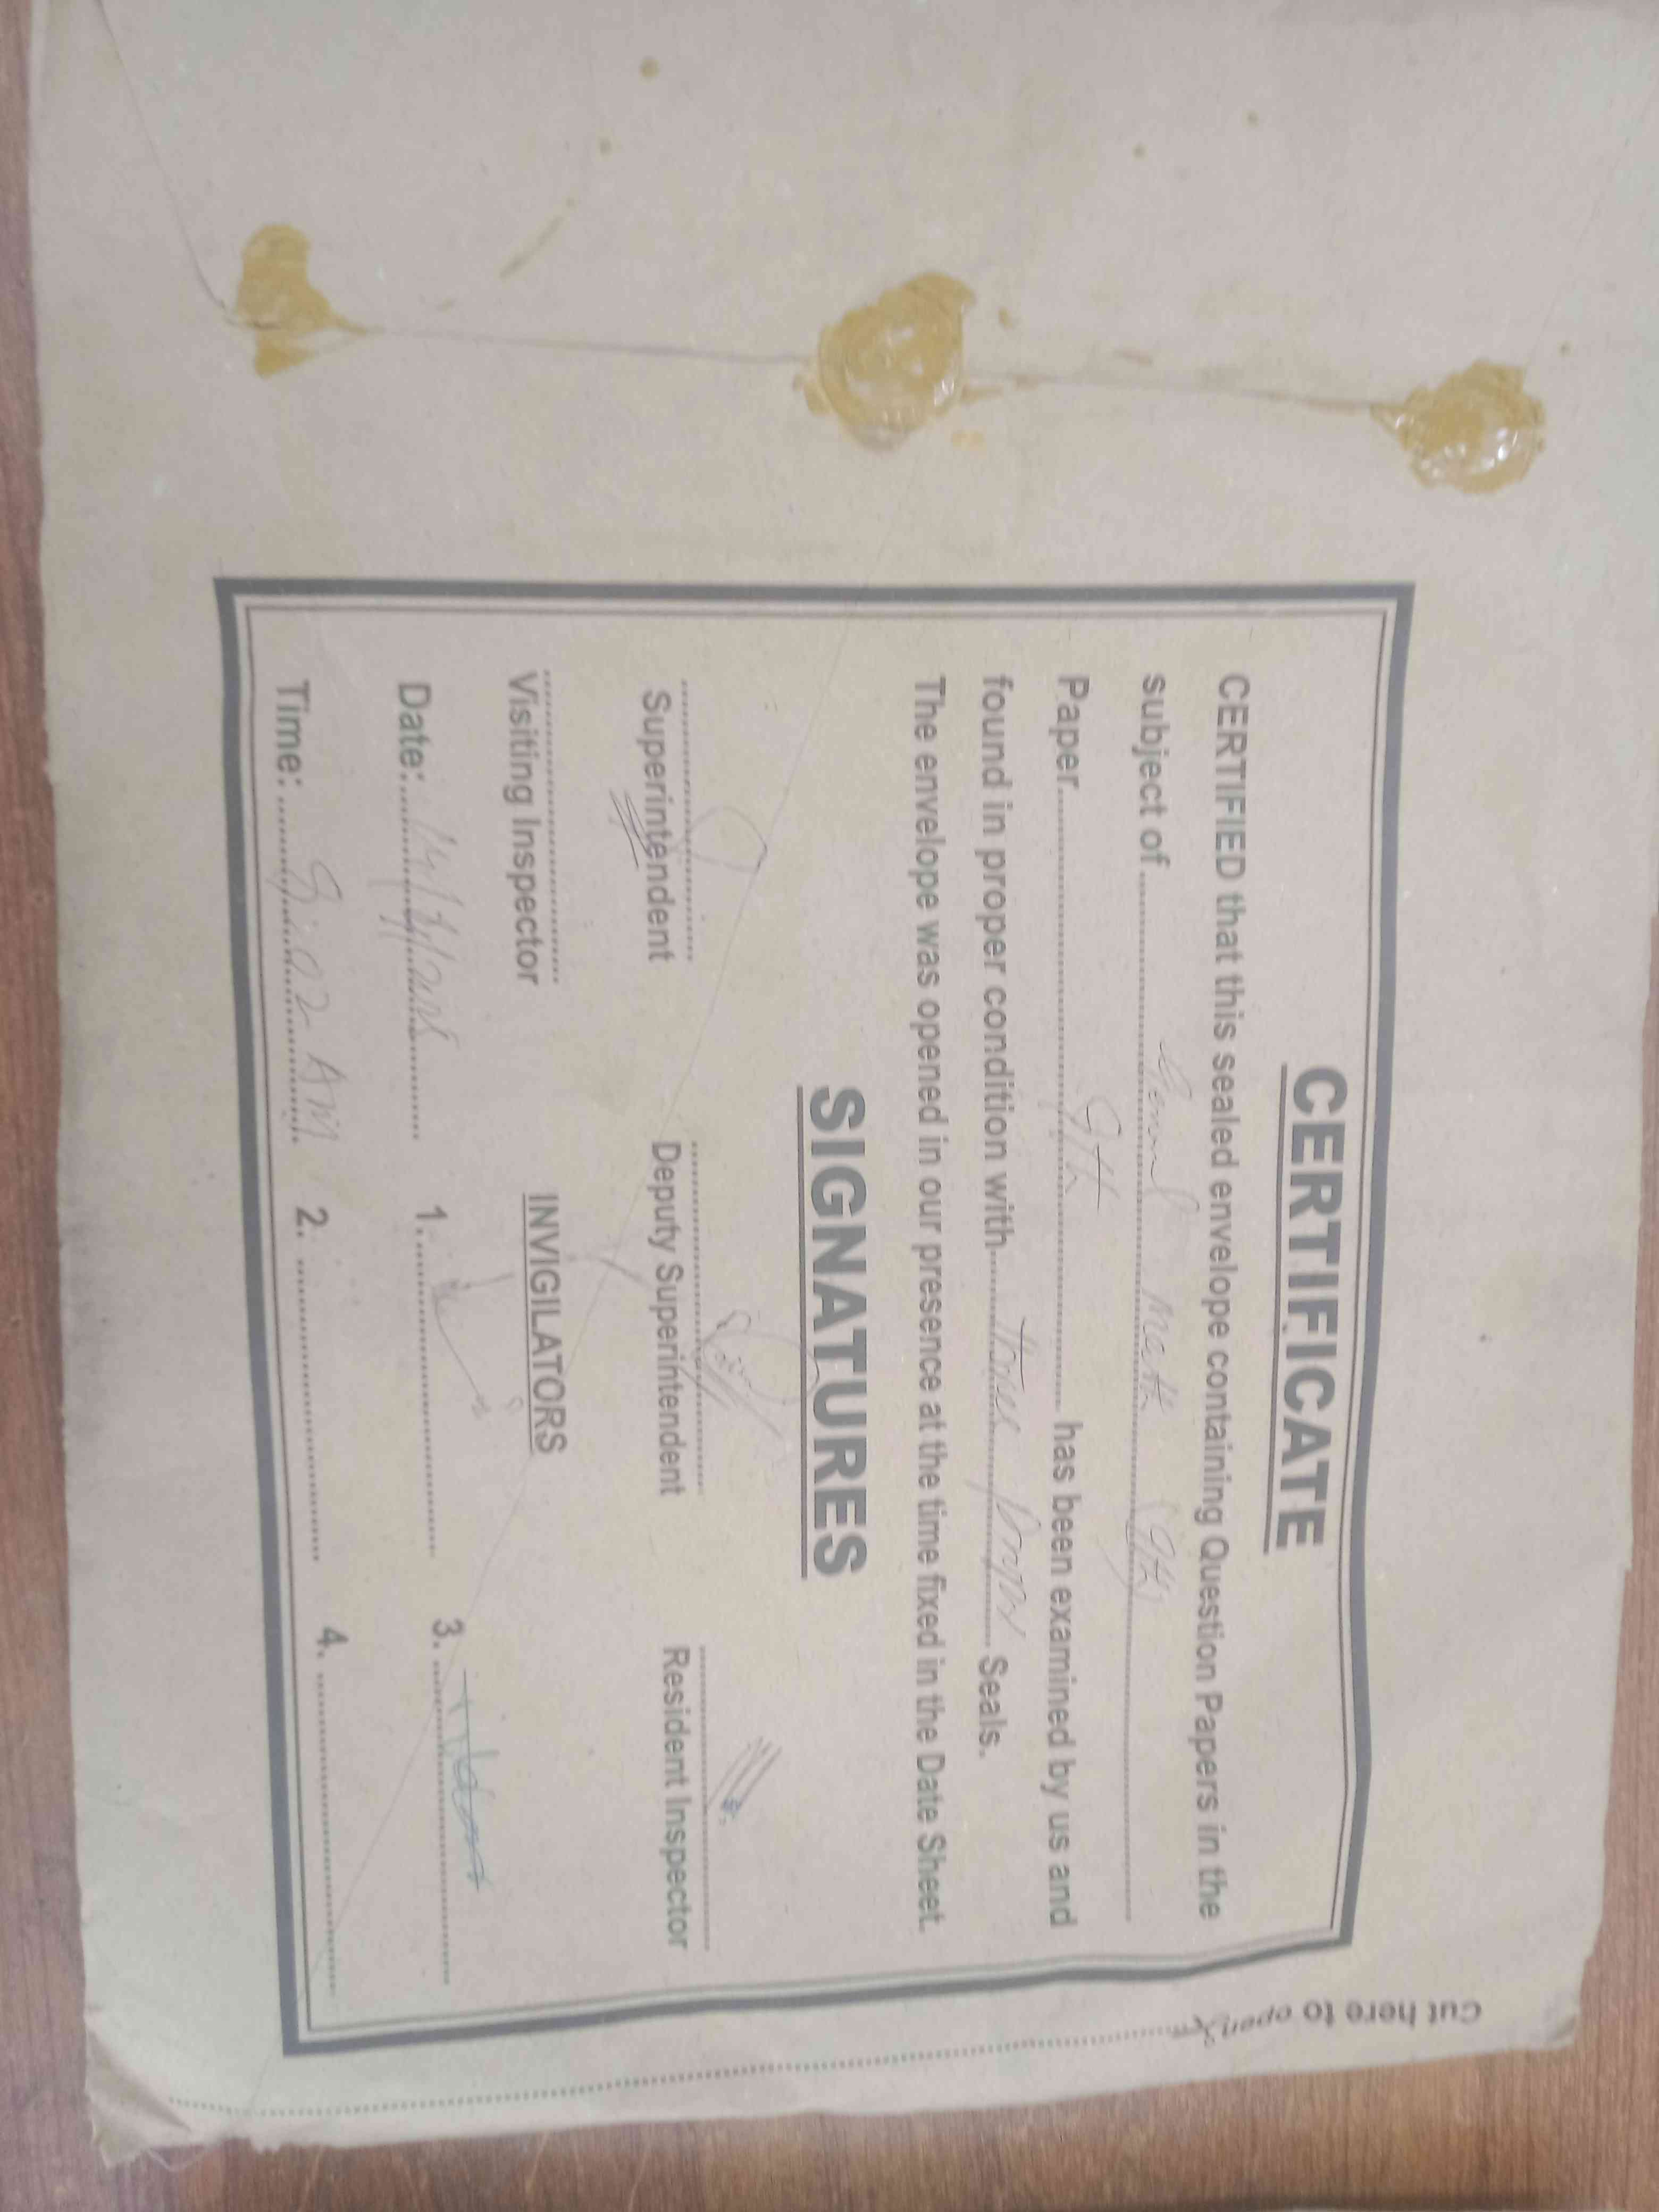 CERTIFICATE
CERTIFIED that this sealed envelope containing Question Papers in the
subject of.......... Math (9th)
Paper.......... 9th .......... has been examined by us and
found in proper condition with.......... .......... Seals.
The envelope was opened in our presence at the time fixed in the Date Sheet.
SIGNATURES
Superintendent Deputy Superintendent Resident Inspector
Visiting Inspector INVIGILATORS
Date: .......... 1. .......... 3. ..........
Time: .......... 2. .......... 4. ..........
Cut here to open